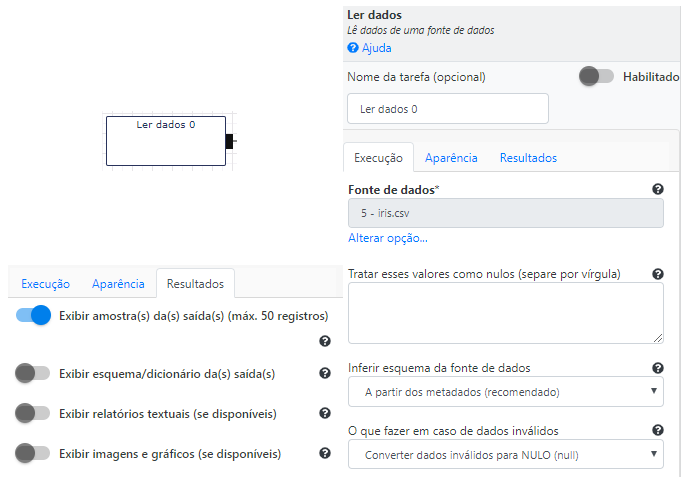 Ler dados 0
Execução
Aparência
Resultados
Exibir amostra(s) da(s) saída(s) (máx. 50 registros)
Exibir esquema/dicionário da(s) saída(s)
Exibir relatórios textuais (se disponíveis)
Exibir imagens e gráficos (se disponíveis)
Ler dados
Lê dados de uma fonte de dados
Ajuda
Nome da tarefa (opcional)
Habilitado
Ler dados 0
Execução
Aparência
Resultados
Fonte de dados*
5 - iris.csv
Alterar opção...
Tratar esses valores como nulos (separe por vírgula)
Inferir esquema da fonte de dados
A partir dos metadados (recomendado)
O que fazer em caso de dados inválidos
Converter dados inválidos para NULO (null)